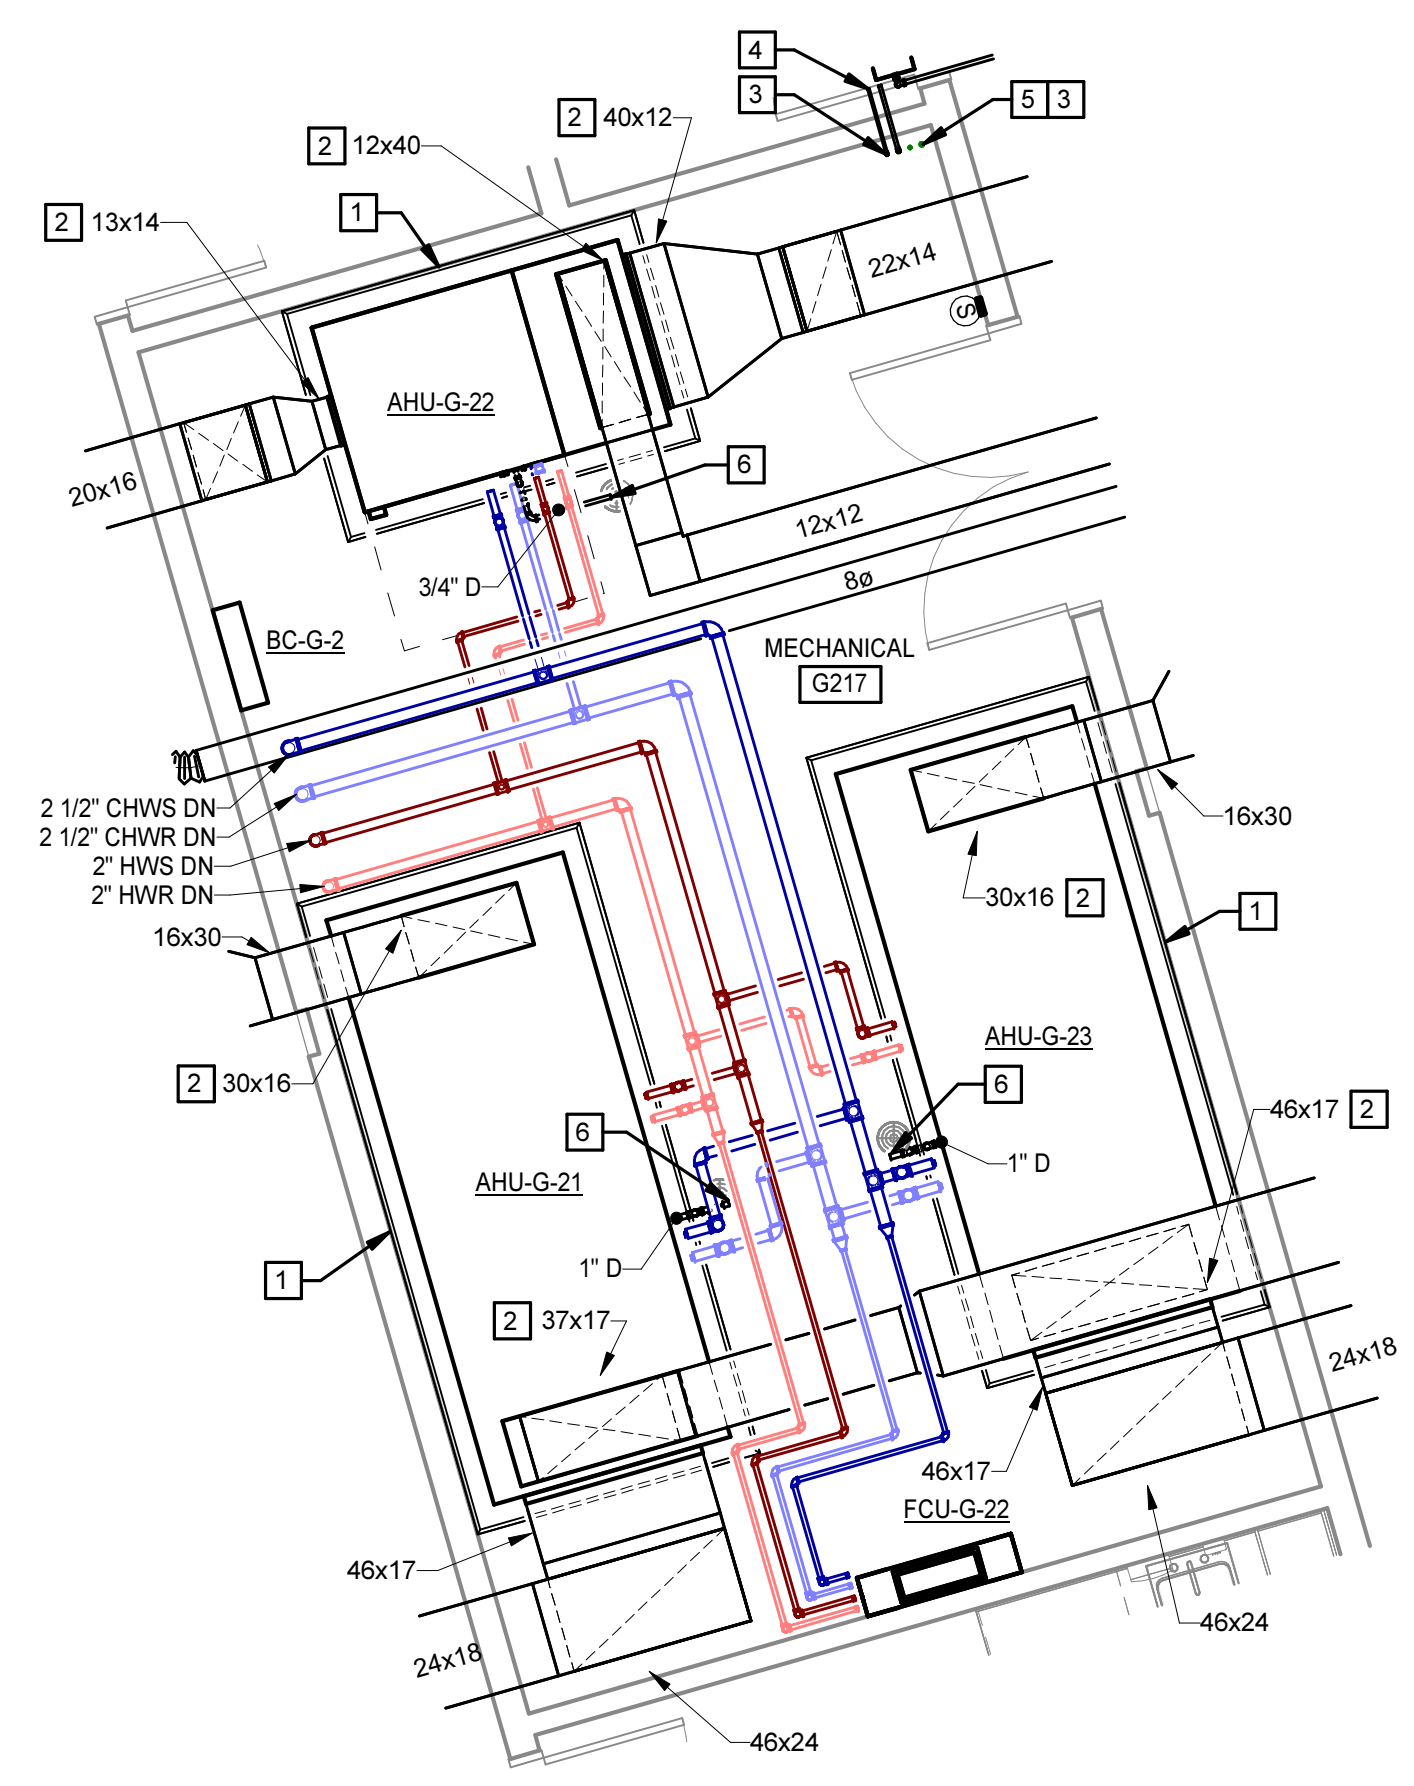 4
3
5 3
2 40x12
2 12x40
1
2 13x14
22x14
S
AHU-G-22
20x16
6
12x12
3/4" D
8ø
BC-G-2
MECHANICAL
G217
2 1/2" CHWS DN
2 1/2" CHWR DN
2" HWS DN
2" HWR DN
16x30
16x30
30x16 2
1
AHU-G-23
2 30x16
6
46x17 2
6
1" D
AHU-G-21
1" D
1
2 37x17
24x18
46x17
FCU-G-22
46x17
46x24
24x18
46x24